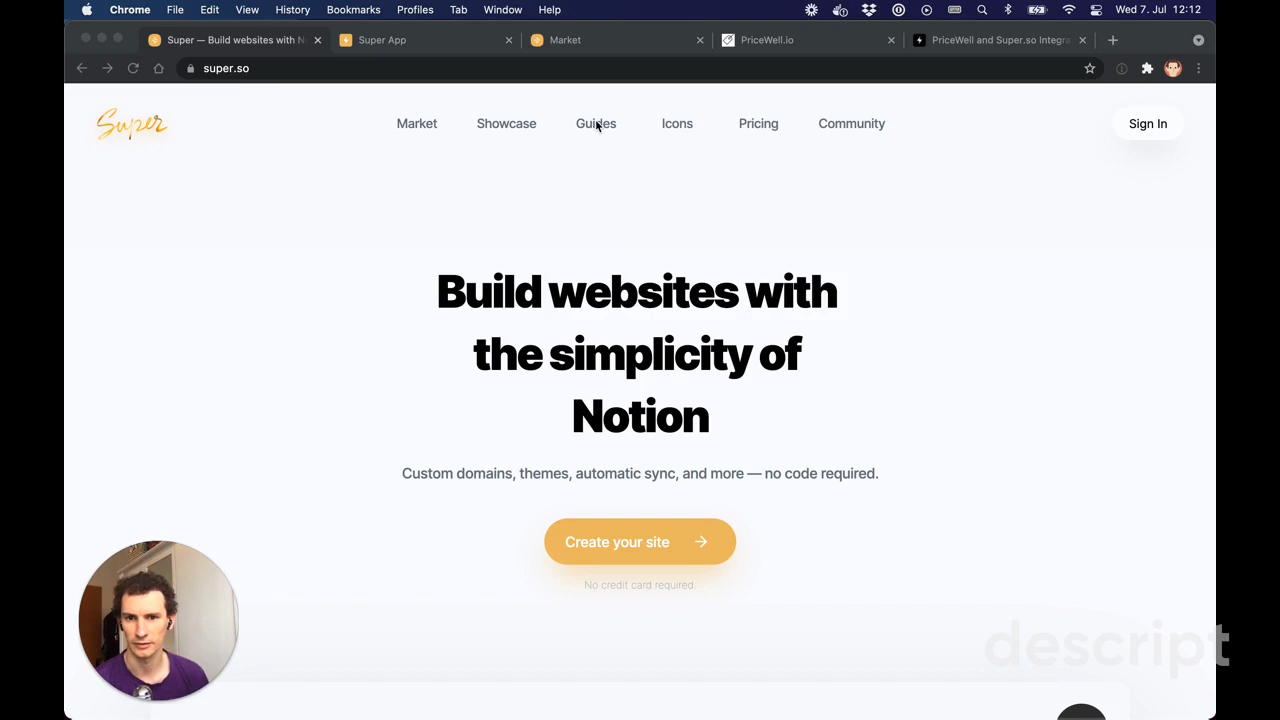 Chrome File Edit View History Bookmarks Profiles Tab Window Help Wed 7. Jul 12:12
Super — Build websites with N Super App Market PriceWell.io PriceWell and Super.so Integra
super.so
Super Market Showcase Guides Icons Pricing Community Sign In
Build websites with
the simplicity of
Notion
Custom domains, themes, automatic sync, and more — no code required.
Create your site
No credit card required.
descript